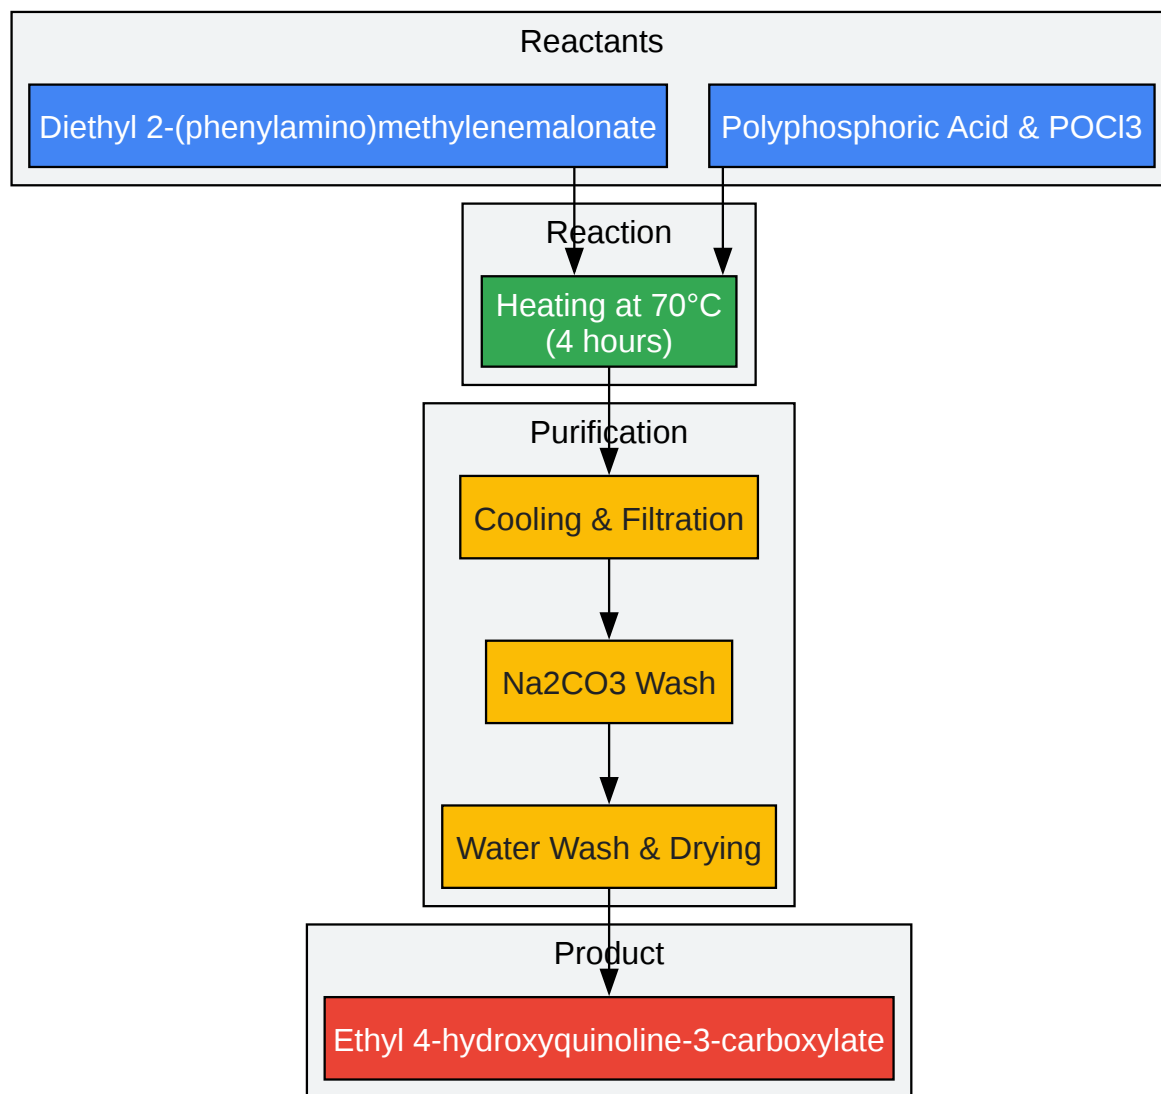 Reactants
Diethyl 2-(phenylamino)methylenemalonate
Polyphosphoric Acid & POCl3
Reaction
Heating at 70°C
(4 hours)
Purification
Cooling & Filtration
Na2CO3 Wash
Water Wash & Drying
Product
Ethyl 4-hydroxyquinoline-3-carboxylate